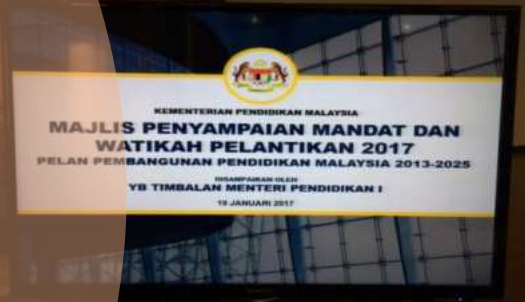 KEMENTERIAN PENDIDIKAN MALAYSIA
MAJLIS PENYAMPAIAN MANDAT DAN
WATIKAH PELANTIKAN 2017
PELAN PEMBANGUNAN PENDIDIKAN MALAYSIA 2013-2025
DISAMPAIKAN OLEH
YB TIMBALAN MENTERI PENDIDIKAN I
19 JANUARI 2017